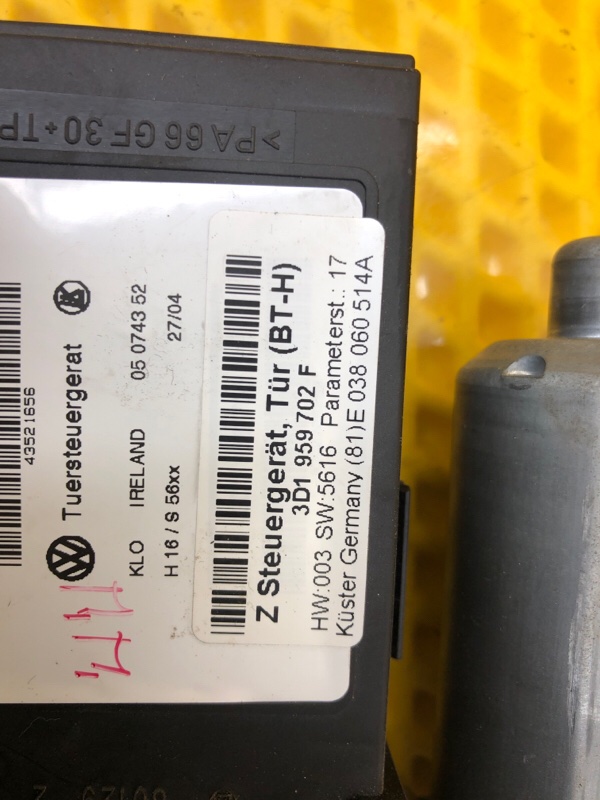 >PA 66 GF 30+TP
43521656
Tuersteuergerat
KLO IRELAND 05 0743 52
H 16 / S 56xx 27/04
Z Steuergerät, Tür (BT-H)
3D1 959 702 F
HW:003 SW:5616 Parameterst.: 17
Küster Germany (81)E 038 060 514A